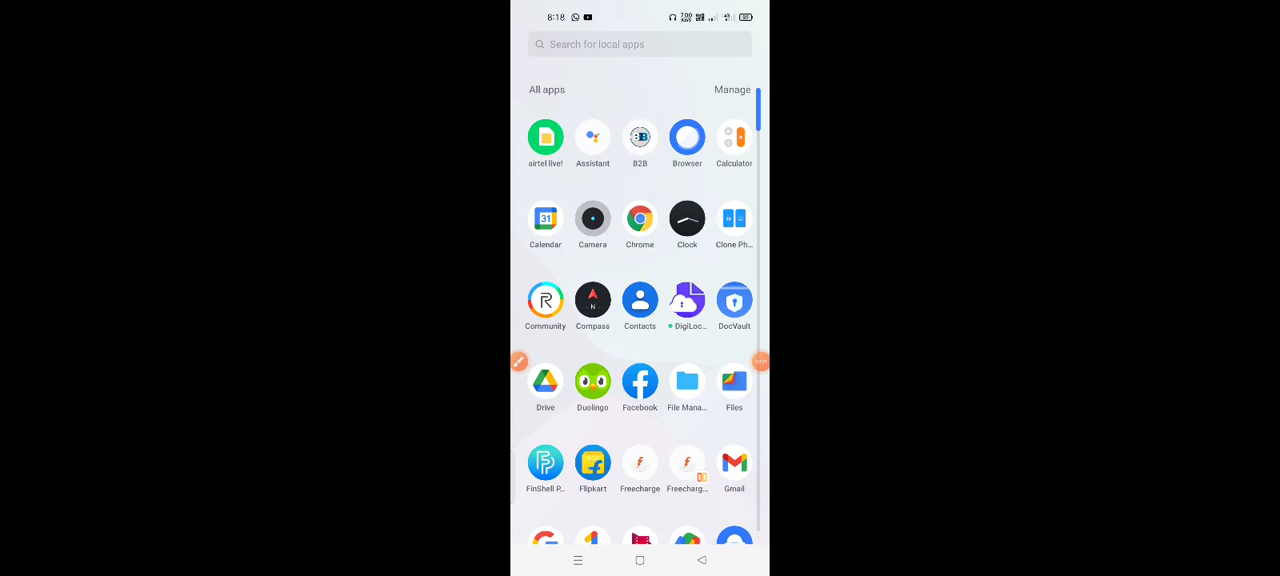 8:18
Search for local apps
All apps Manage
airtel live! Assistant B2B Browser Calculator
Calendar Camera Chrome Clock Clone Ph...
Community Compass Contacts DigiLoc... DocVault
Drive Duolingo Facebook File Mana... Files
FinShell P... Flipkart Freecharge Freecharg... Gmail